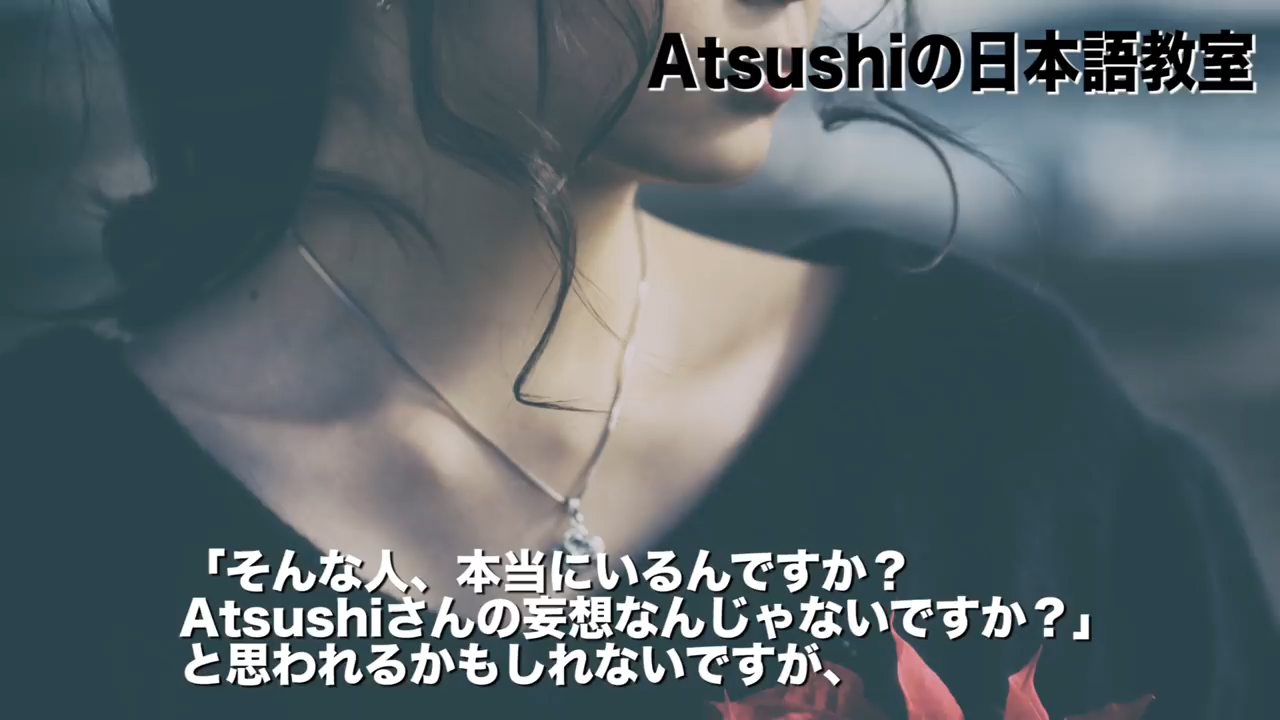 Atsushiの日本語教室
「そんな人、本当にいるんですか？
Atsushiさんの妄想なんじゃないですか？」
と思われるかもしれないですが、